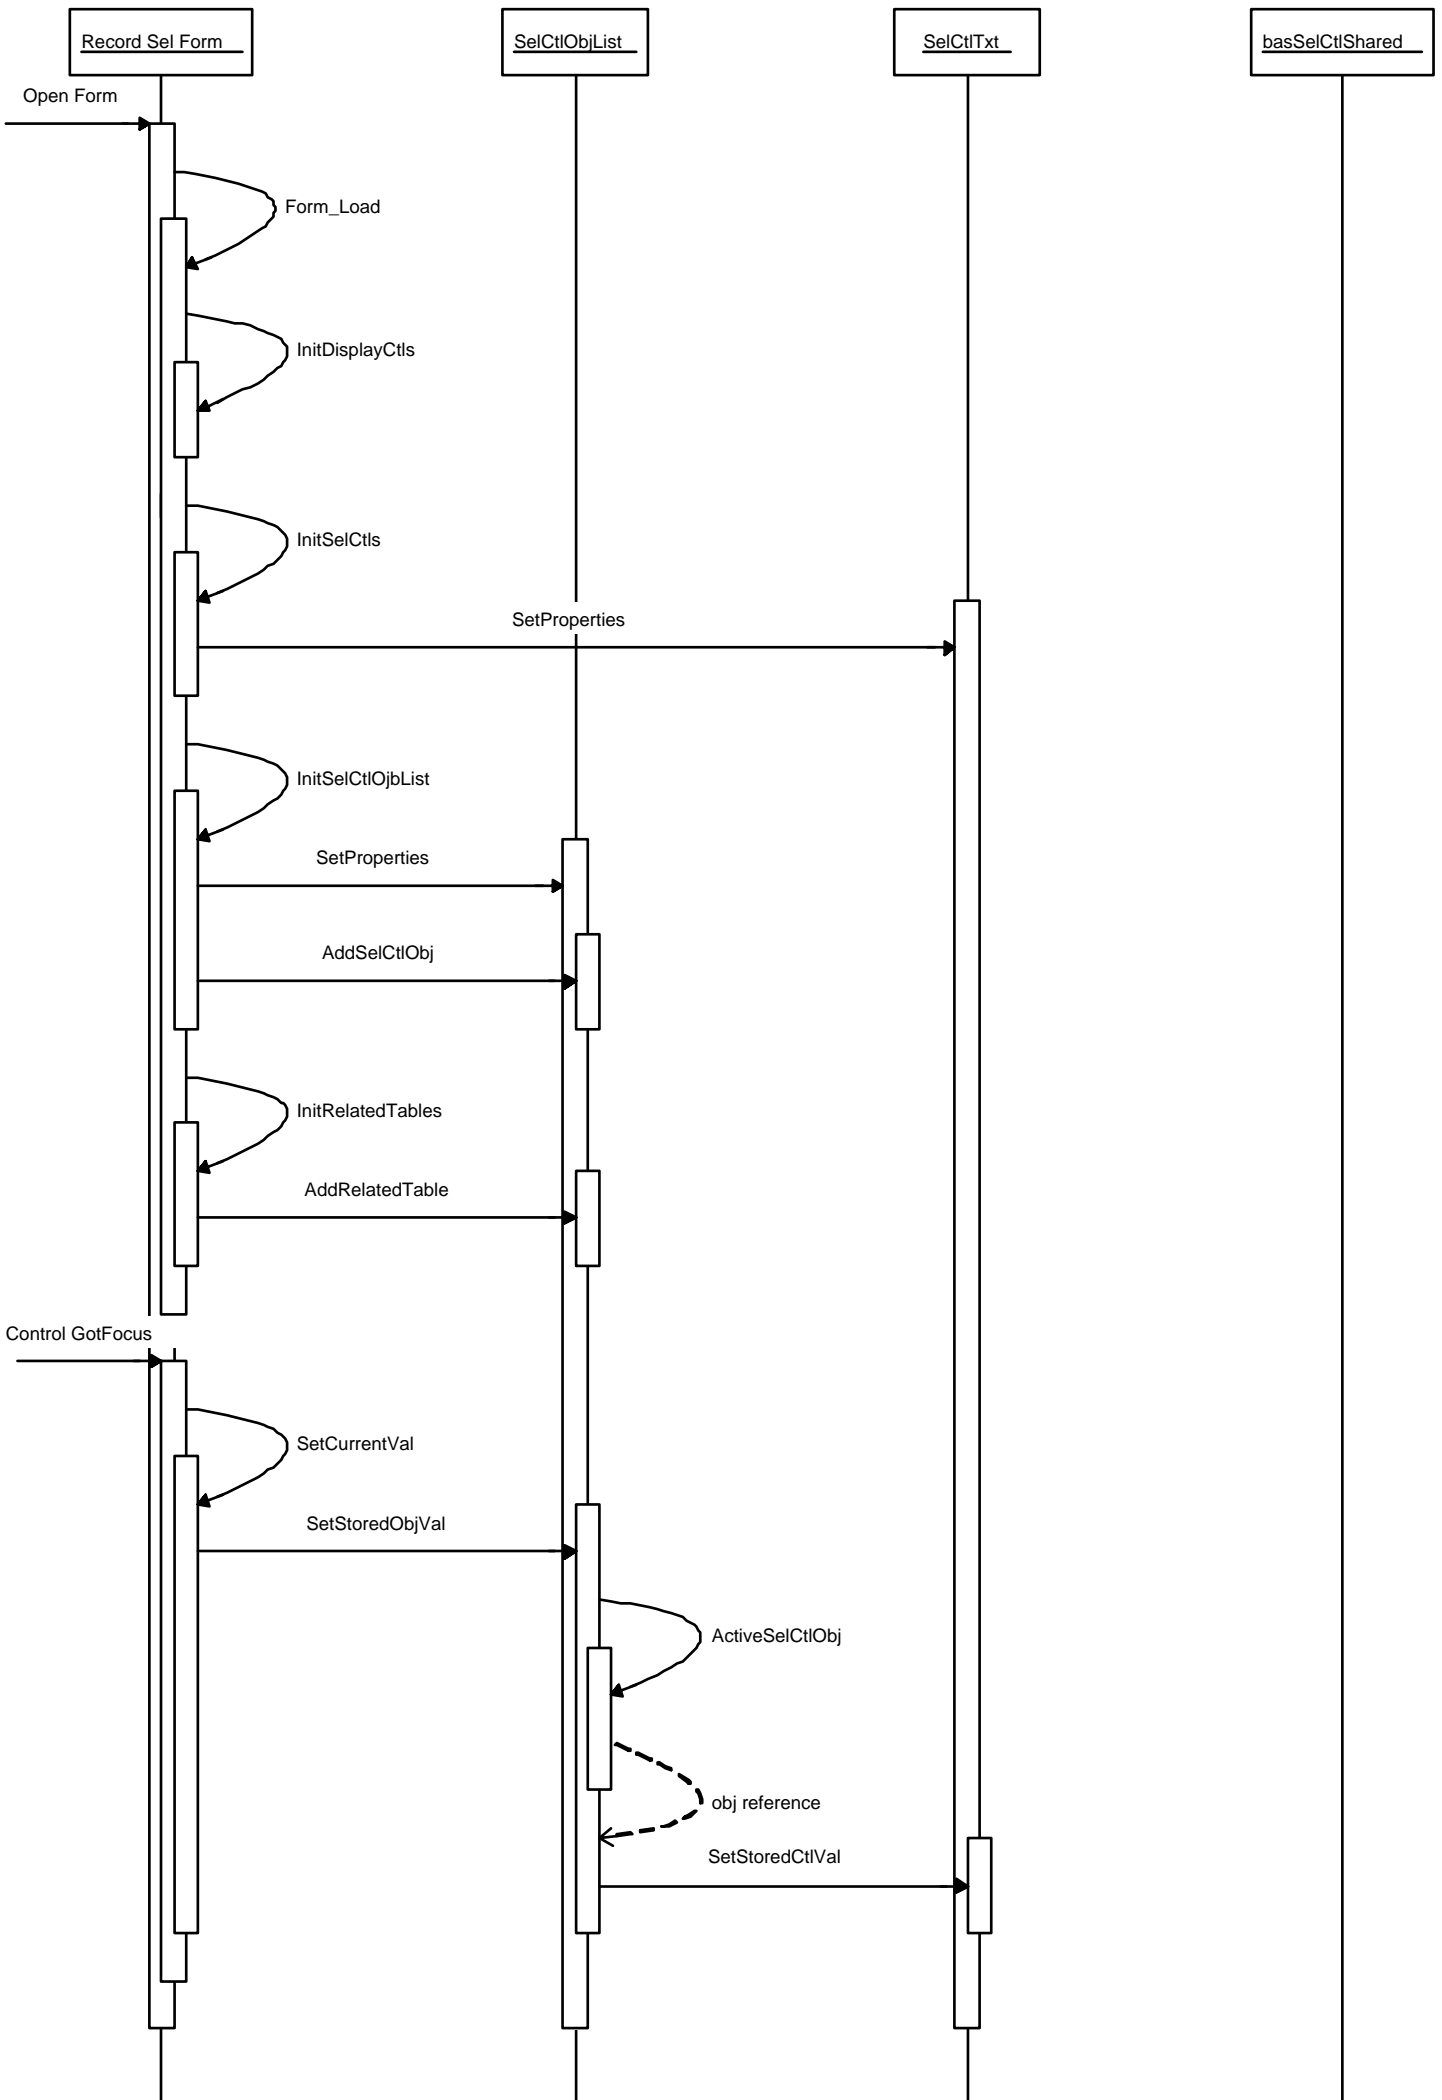 Record Sel Form
SelCtlObjList
SelCtlTxt
basSelCtlShared
Open Form
Form_Load
InitDisplayCtls
InitSelCtls
SetProperties
InitSelCtlOjbList
SetProperties
AddSelCtlObj
InitRelatedTables
AddRelatedTable
Control GotFocus
SetCurrentVal
SetStoredObjVal
ActiveSelCtlObj
obj reference
SetStoredCtlVal